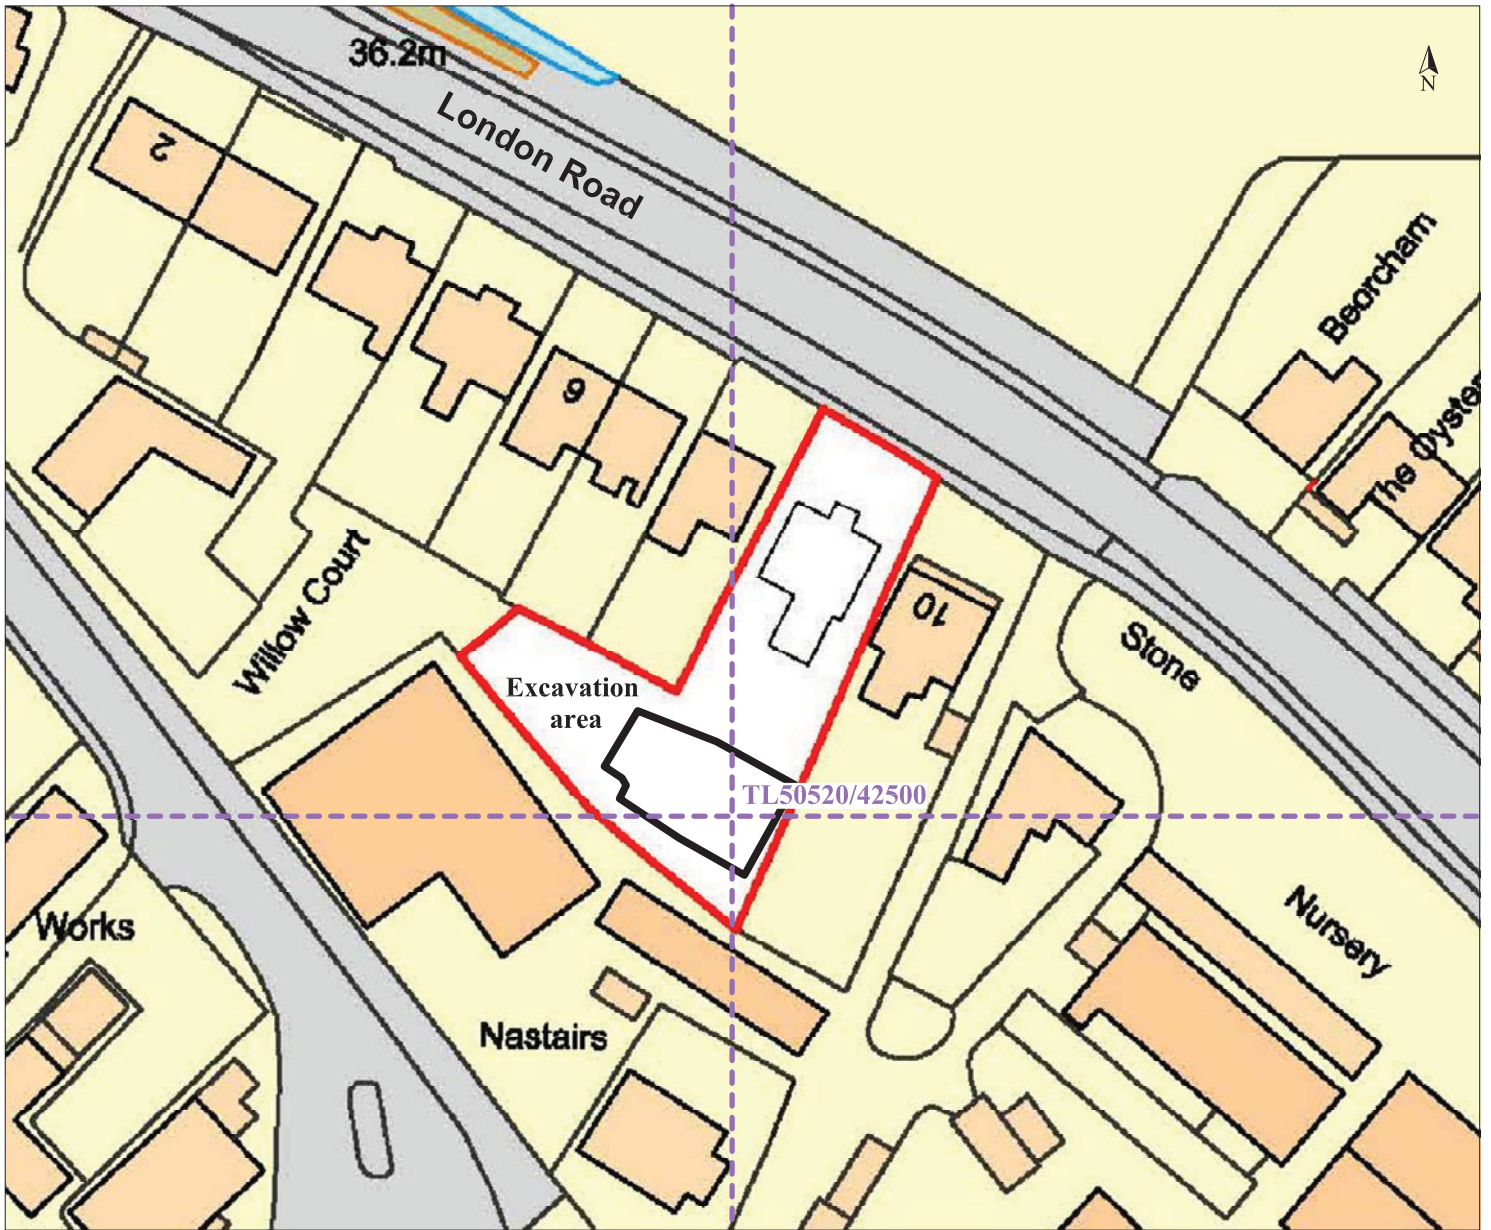 36.2m
N
London Road
2
Beorcham
6
The Oyster
Willow Court
10
Stone
Excavation
area
TL50520/42500
Works
Nursery
Nastairs